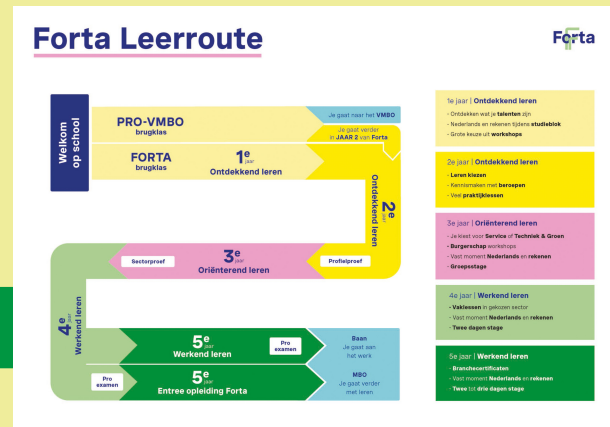 Forta Leerroute
Forta
Welkom
op school
PRO-VMBO
brugklas
Je gaat naar het VMBO
Je gaat verder
in JAAR 2 van Forta
FORTA
brugklas
1e
jaar
Ontdekkend leren
2e
jaar
Ontdekkend leren
Sectorproef
3e
jaar
Oriënterend leren
Profielproef
4e
jaar
Werkend leren
5e
jaar
Werkend leren
Pro
examen
Baan
Je gaat aan
het werk
Pro
examen
5e
jaar
Entree opleiding Forta
MBO
Je gaat verder
met leren
1e jaar | Ontdekkend leren
- Ontdekken wat je talenten zijn
- Nederlands en rekenen tijdens studieblok
- Grote keuze uit workshops
2e jaar | Ontdekkend leren
- Leren kiezen
- Kennismaken met beroepen
- Veel praktijklessen
3e jaar | Oriënterend leren
- Je kiest voor Service of Techniek & Groen
- Burgerschap workshops
- Vast moment Nederlands en rekenen
- Groepsstage
4e jaar | Werkend leren
- Vaklessen in gekozen sector
- Vast moment Nederlands en rekenen
- Twee dagen stage
5e jaar | Werkend leren
- Branchecertificaten
- Vast moment Nederlands en rekenen
- Twee tot drie dagen stage